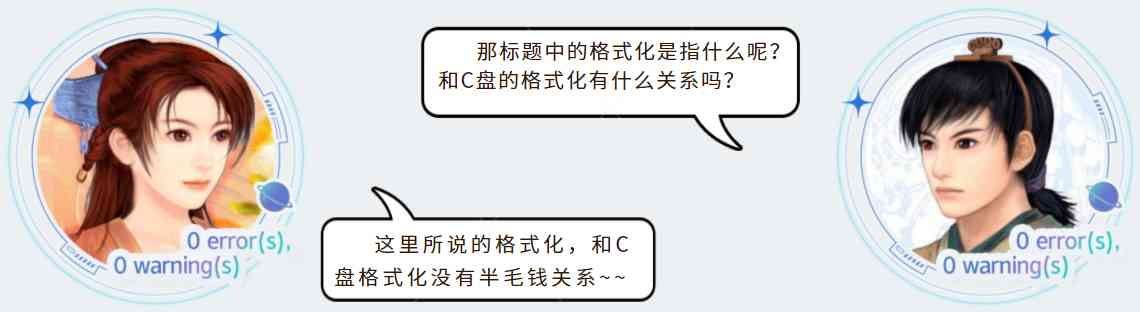 那标题中的格式化是指什么呢？
和C盘的格式化有什么关系吗？
这里所说的格式化，和C
盘格式化没有半毛钱关系~~
0 error(s),
0 warning(s)
0 error(s),
0 warning(s)